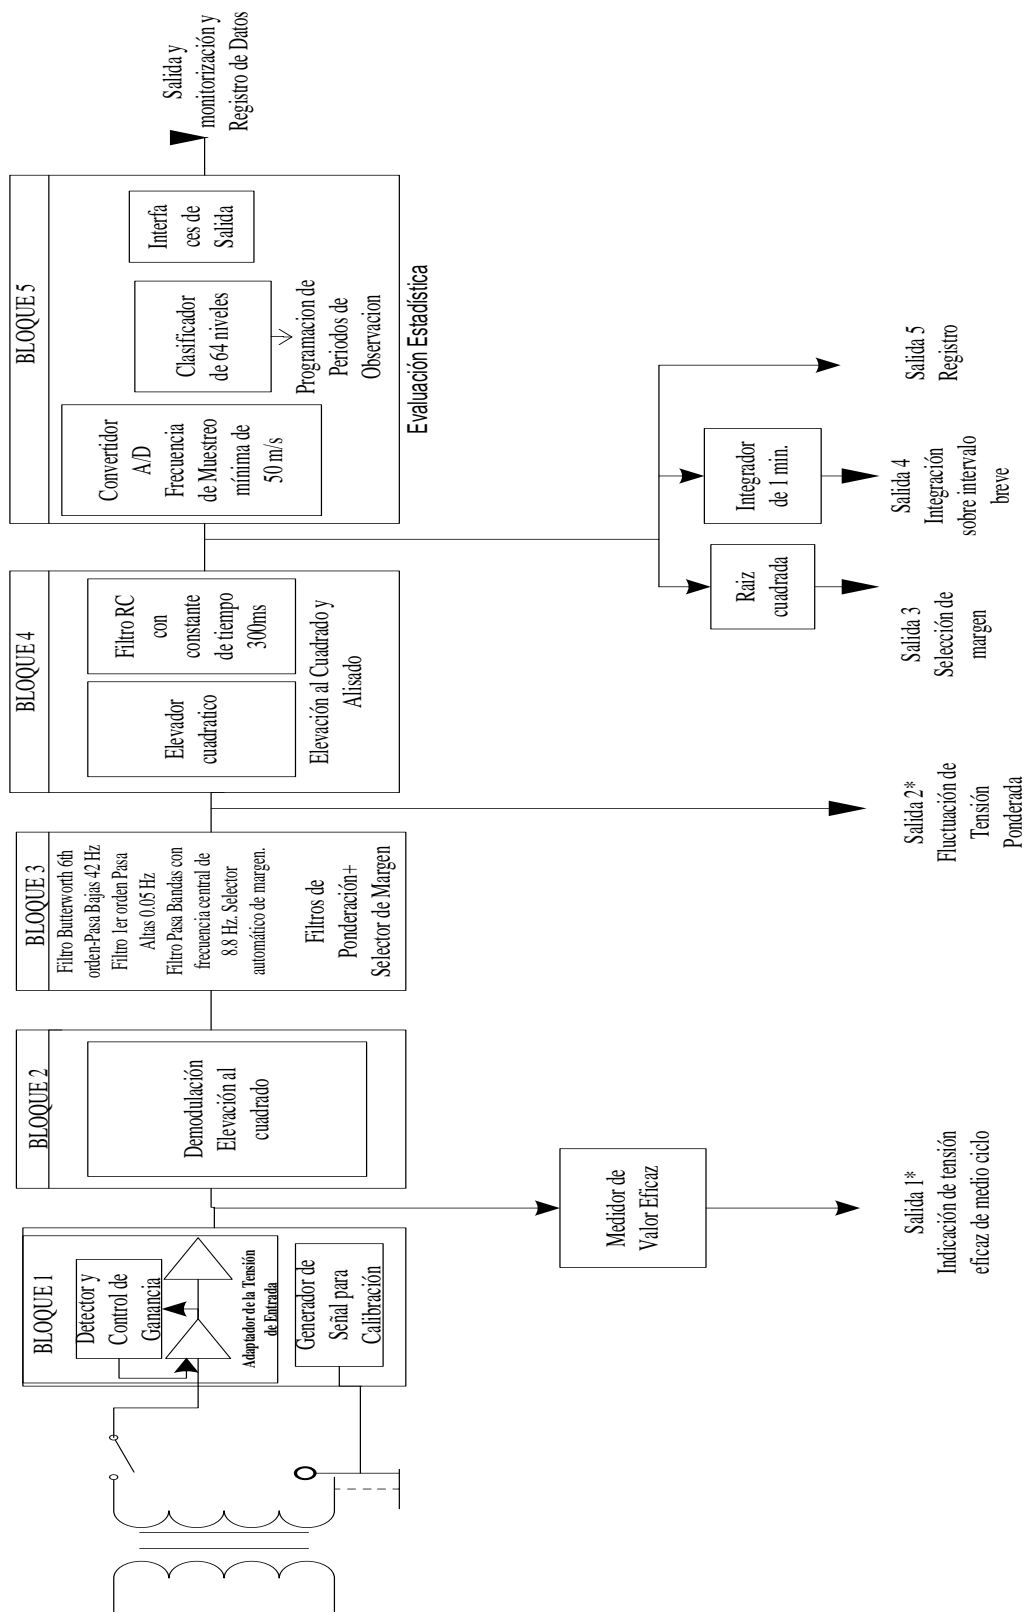 BLOQUE 1
Detector y
Control de
Ganancia
Adaptador de la Tensión
de Entrada
Generador de
Señal para
Calibración
BLOQUE 2
Demodulación
Elevación al
cuadrado
BLOQUE 3
Filtro Butterworth 6th
orden-Pasa Bajas 42 Hz
Filtro 1er orden Pasa
Altas 0.05 Hz
Filtro Pasa Bandas con
frecuencia central de
8.8 Hz. Selector
automático de margen.
Filtros de
Ponderación+
Selector de Margen
BLOQUE 4
Elevador
cuadratico
Filtro RC
con
constante
de tiempo
300ms
Elevación al Cuadrado y
Alisado
BLOQUE 5
Convertidor
A/D
Frecuencia
de Muestreo
mínima de
50 m/s
Clasificador
de 64 niveles
Interfa
ces de
Salida
Programacion de
Periodos de
Observacion
Evaluación Estadística
Salida y
monitorización y
Registro de Datos
Medidor de
Valor Eficaz
Raiz
cuadrada
Integrador
de 1 min.
Salida 1*
Indicación de tensión
eficaz de medio ciclo
Salida 2*
Fluctuación de
Tensión
Ponderada
Salida 3
Selección de
margen
Salida 4
Integración
sobre intervalo
breve
Salida 5
Registro